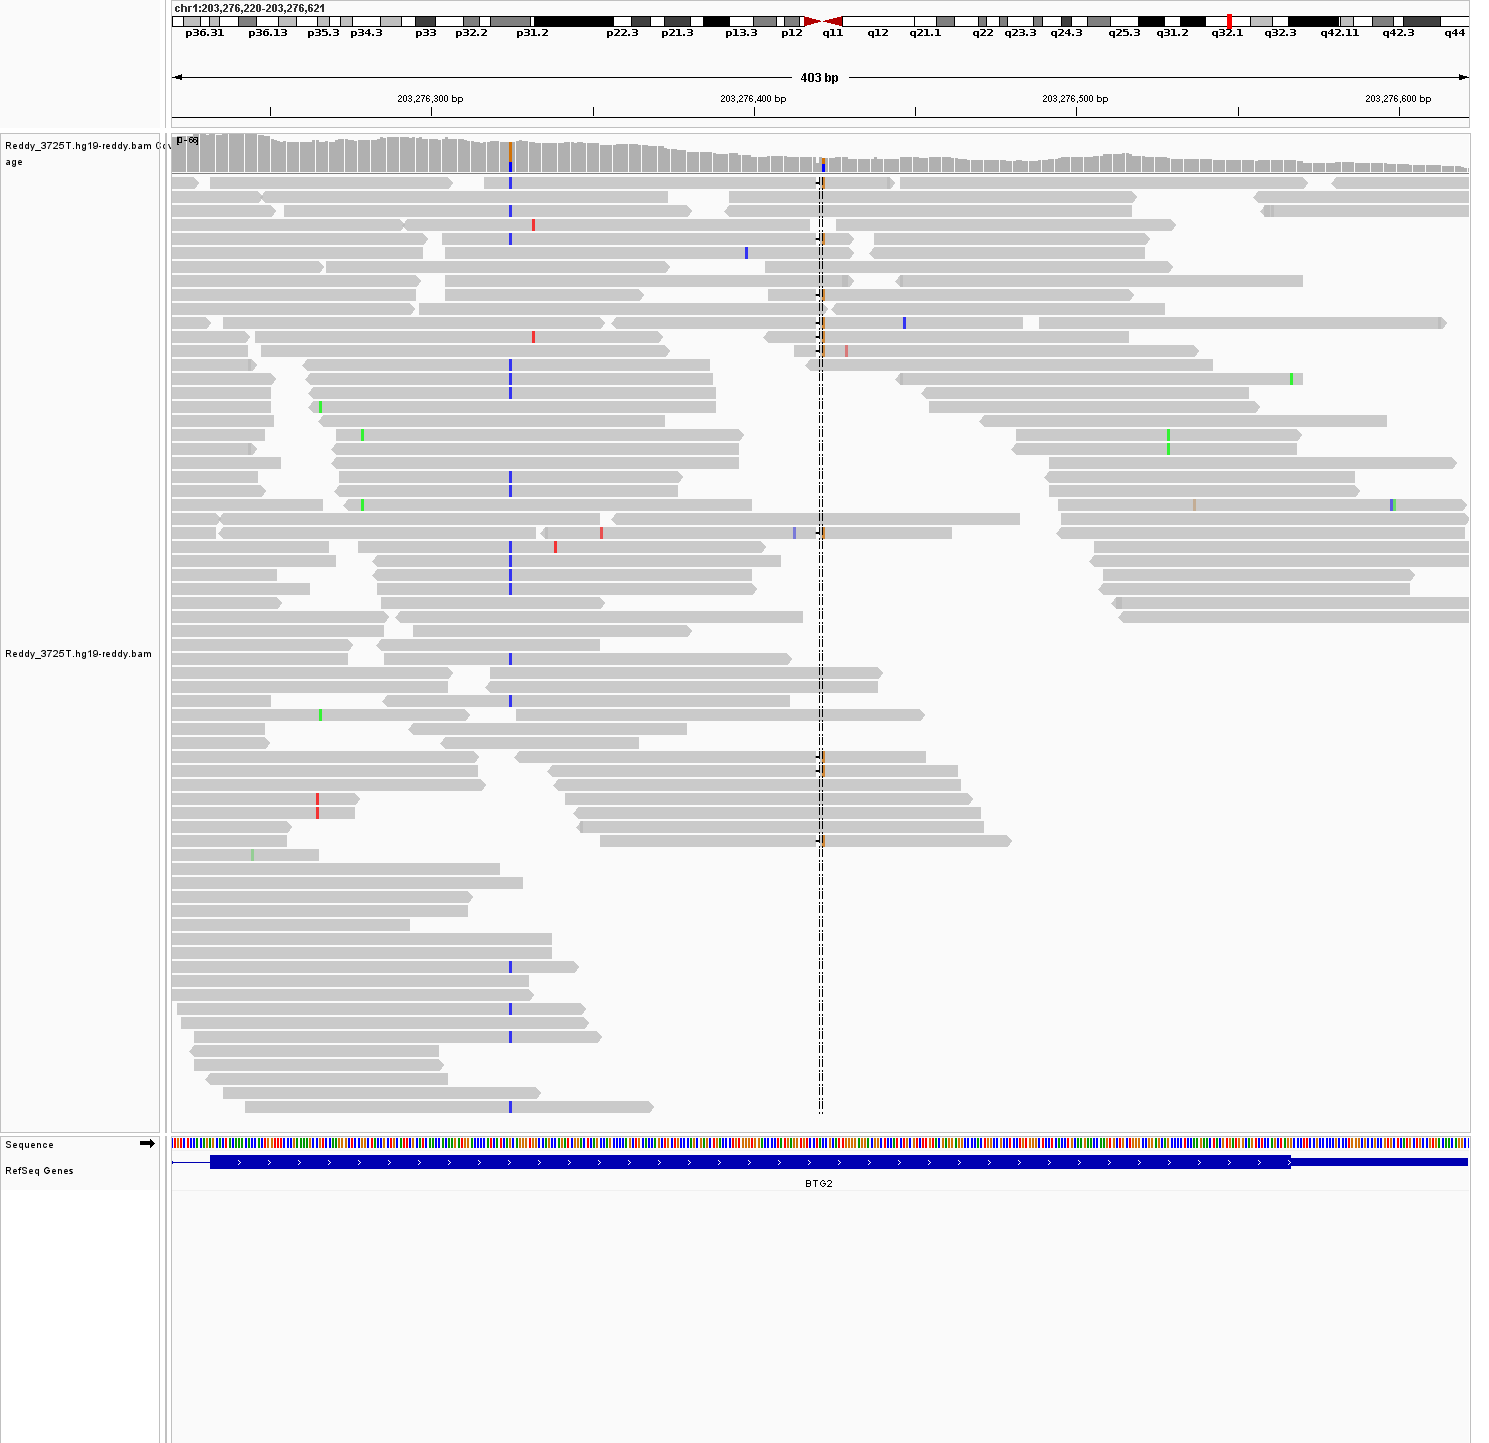 chr1:203,276,220-203,276,621
p36.31 p36.13 p35.3 p34.3 p33 p32.2 p31.2 p22.3 p21.3 p13.3 p12 q11 q12 q21.1 q22 q23.3 q24.3 q25.3 q31.2 q32.1 q32.3 q42.11 q42.3 q44
403 bp
203,276,300 bp 203,276,400 bp 203,276,500 bp 203,276,600 bp
Reddy_3725T.hg19-reddy.bam Cov
age
[0-66]
Reddy_3725T.hg19-reddy.bam
Sequence
RefSeq Genes
BTG2